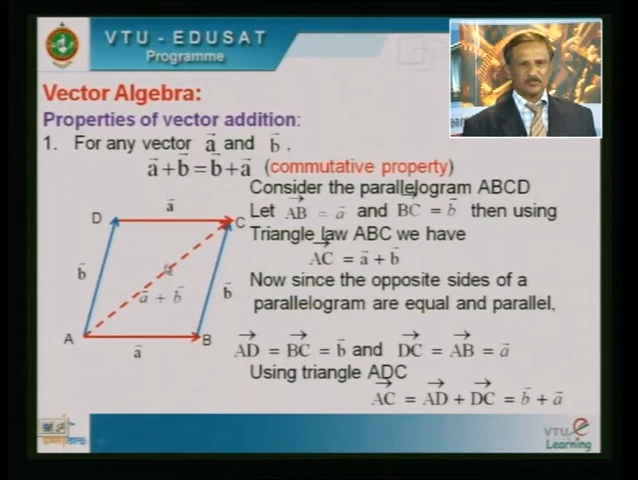 VTU - EDUSAT
Programme
Vector Algebra:
Properties of vector addition:
1. For any vector a⃗ and b⃗ ,
a⃗ + b⃗ = b⃗ + a⃗ (commutative property)
Consider the parallelogram ABCD
Let AB⃗ = a⃗ and BC⃗ = b⃗ then using
Triangle law ABC we have
AC⃗ = a⃗ + b⃗
Now since the opposite sides of a
parallelogram are equal and parallel,
AD⃗ = BC⃗ = b⃗ and DC⃗ = AB⃗ = a⃗
Using triangle ADC
AC⃗ = AD⃗ + DC⃗ = b⃗ + a⃗
a⃗
D
C
b⃗
b⃗
a⃗ + b⃗
A
B
a⃗
VTU e
Learning